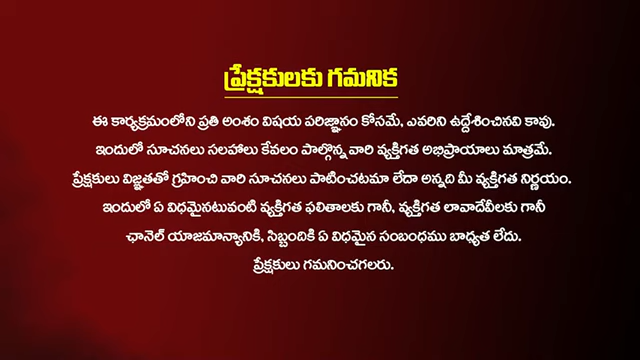 ప్రేక్షకులకు గమనిక
ఈ కార్యక్రమంలోని ప్రతి అంశం విషయ పరిజ్ఞానం కోసమే, ఎవరిని ఉద్దేశించినవి కావు.
ఇందులో సూచనలు సలహాలు కేవలం పాల్గొన్న వారి వ్యక్తిగత అభిప్రాయాలు మాత్రమే.
ప్రేక్షకులు విజ్ఞతతో గ్రహించి వారి సూచనలు పాటించటమా లేదా అన్నది మీ వ్యక్తిగత నిర్ణయం.
ఇందులో ఏ విధమైనటువంటి వ్యక్తిగత ఫలితాలకు గానీ, వ్యక్తిగత లావాదేవీలకు గానీ
ఛానెల్ యాజమాన్యానికి, సిబ్బందికి ఏ విధమైన సంబంధము బాధ్యత లేదు.
ప్రేక్షకులు గమనించగలరు.